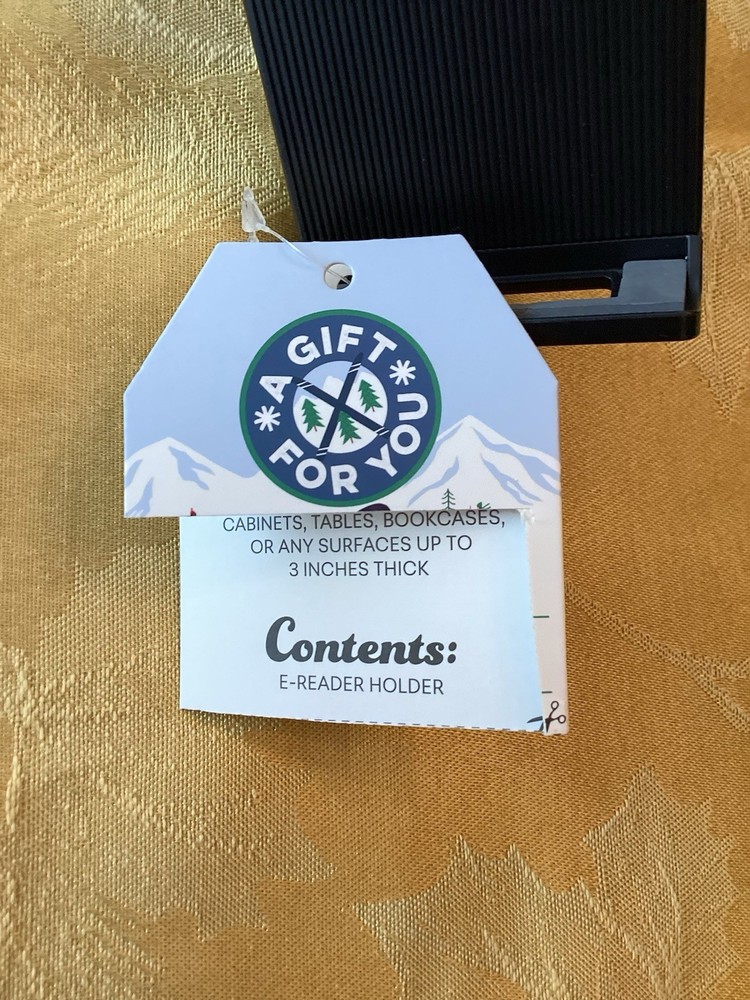 A GIFT
FOR YOU
CABINETS, TABLES, BOOKCASES,
OR ANY SURFACES UP TO
3 INCHES THICK
Contents:
E-READER HOLDER